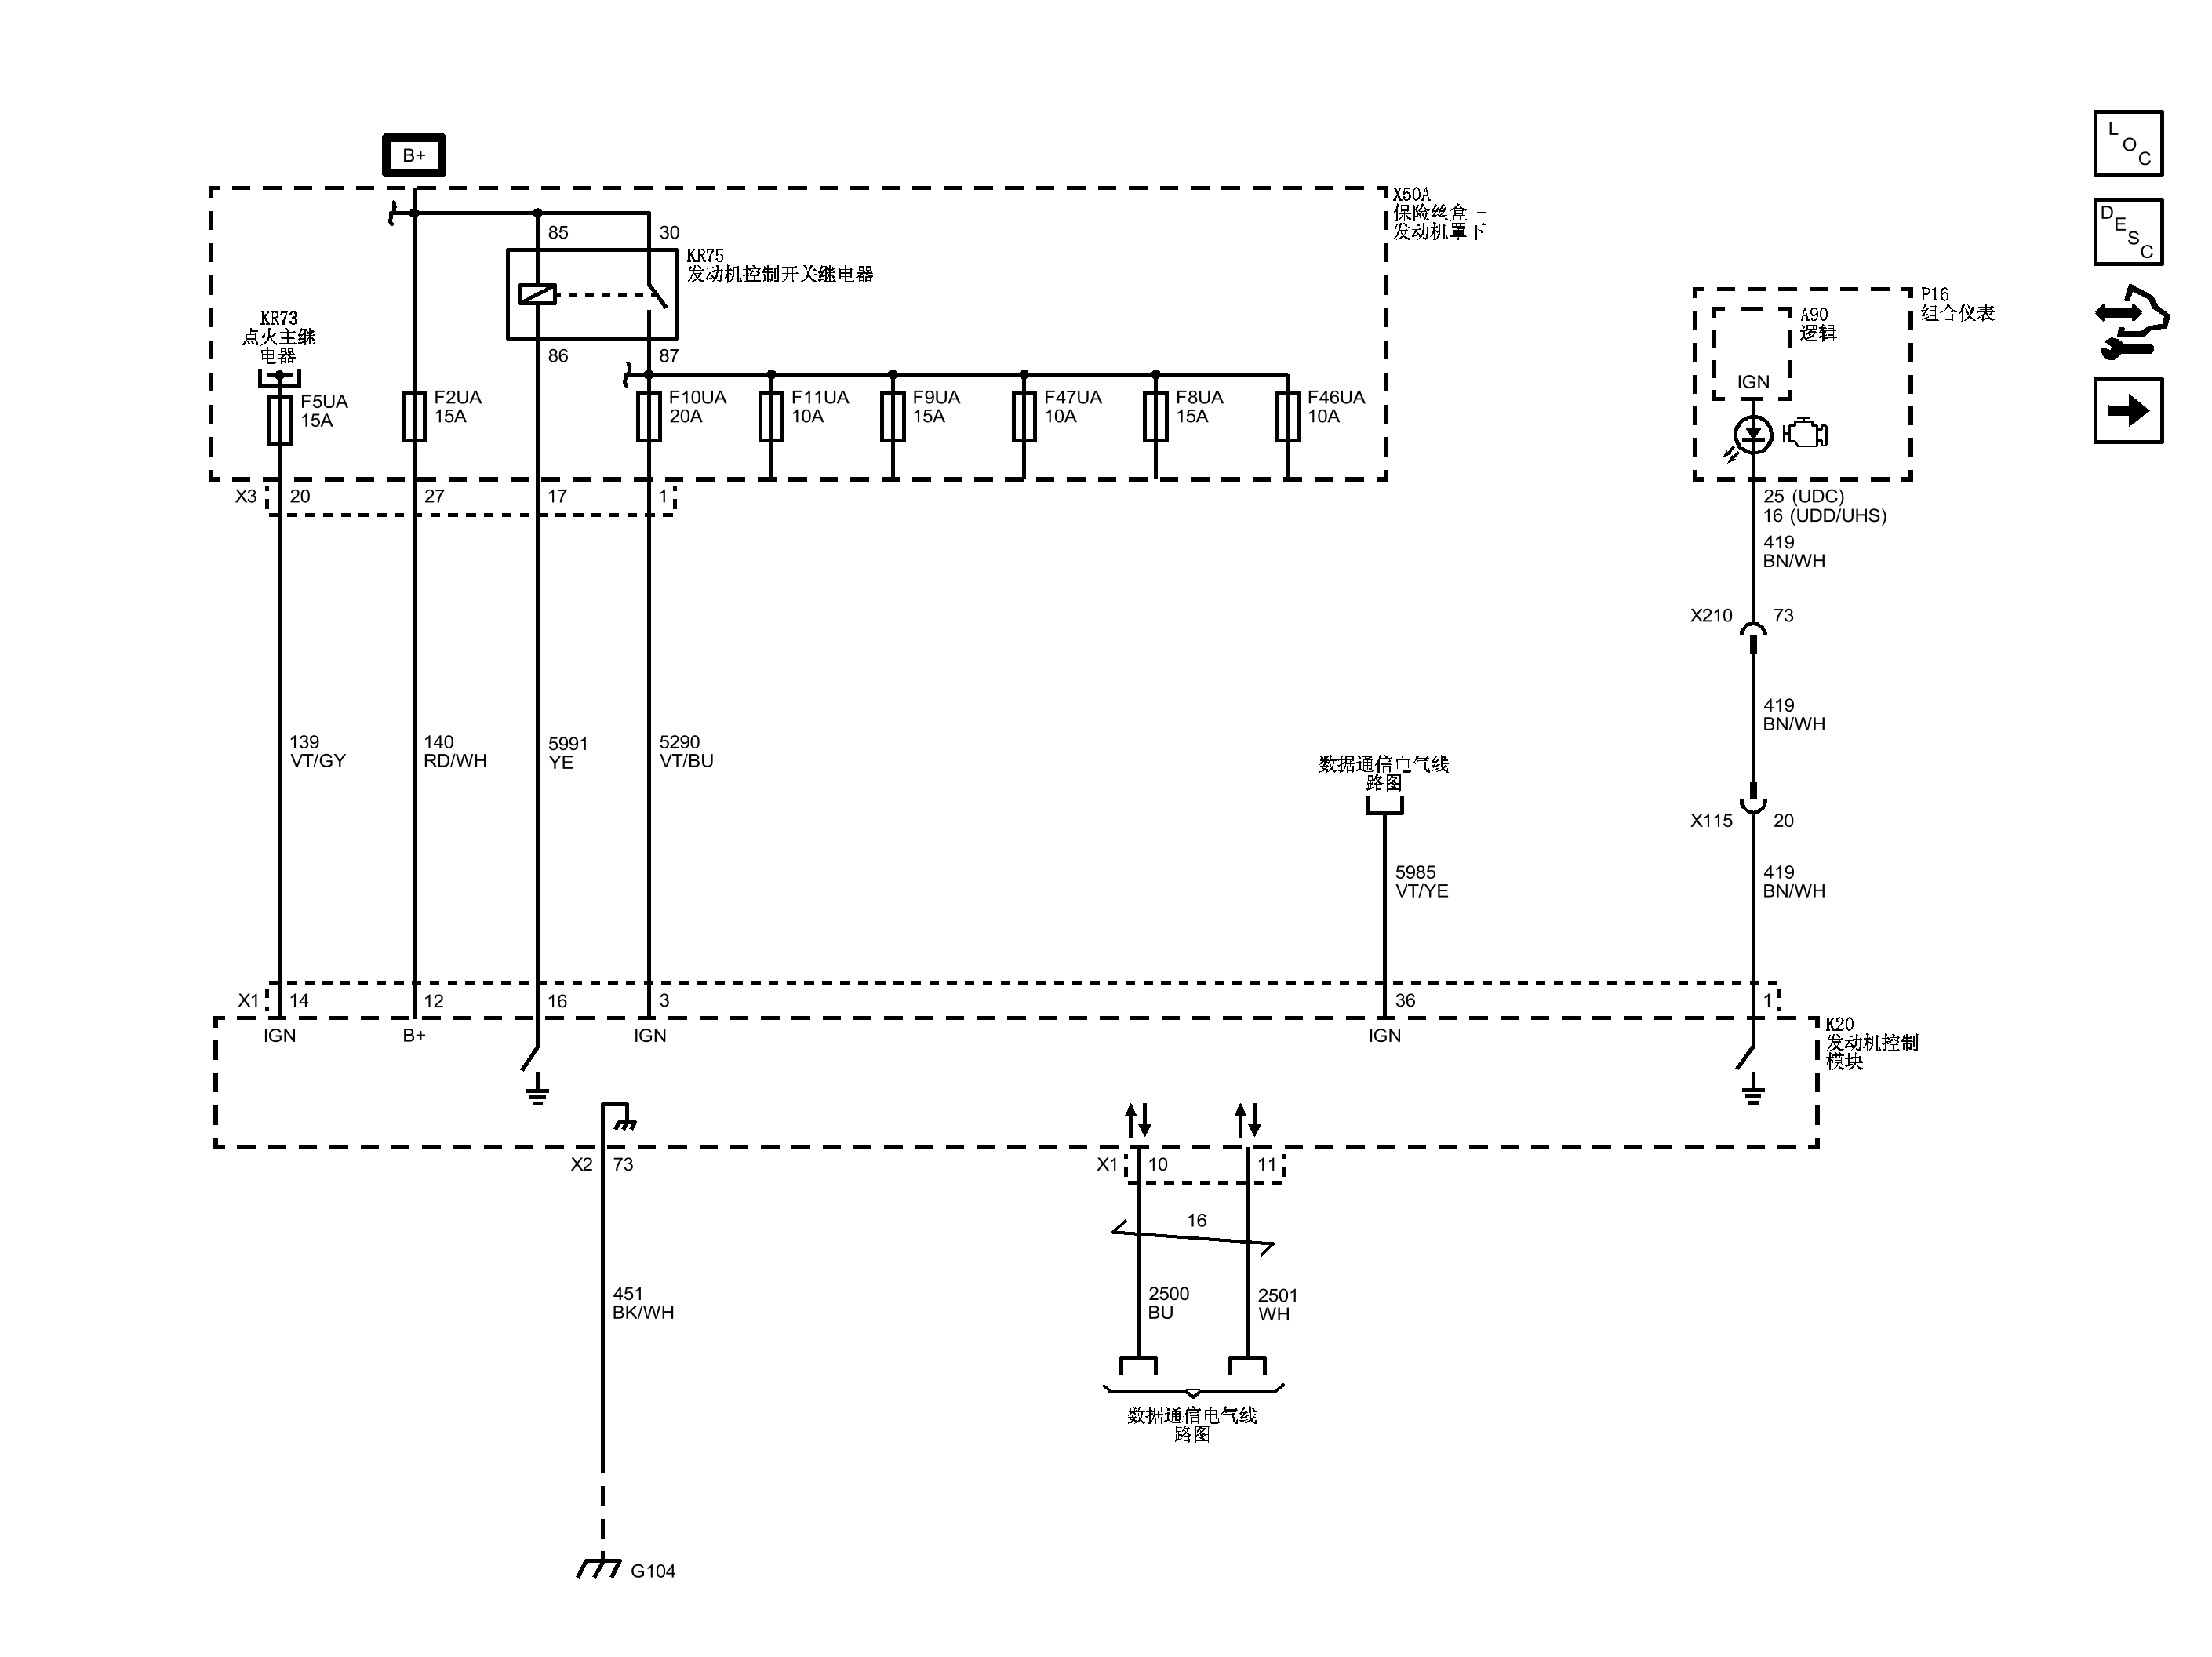 B+
X50A
保险丝盒 -
发动机罩下
85
30
KR75
发动机控制开关继电器
KR73
点火主继
电器
86
87
F5UA
15A
F2UA
15A
F10UA
20A
F11UA
10A
F9UA
15A
F47UA
10A
F8UA
15A
F46UA
10A
X3
20
27
17
1
P16
组合仪表
A90
逻辑
IGN
25 (UDC)
16 (UDD/UHS)
419
BN/WH
X210
73
419
BN/WH
X115
20
419
BN/WH
L
O
C
D
E
S
C
139
VT/GY
140
RD/WH
5991
YE
5290
VT/BU
数据通信电气线
路图
5985
VT/YE
X1
14
12
16
3
36
1
IGN
B+
IGN
IGN
K20
发动机控制
模块
X2
73
X1
10
11
16
451
BK/WH
2500
BU
2501
WH
数据通信电气线
路图
G104